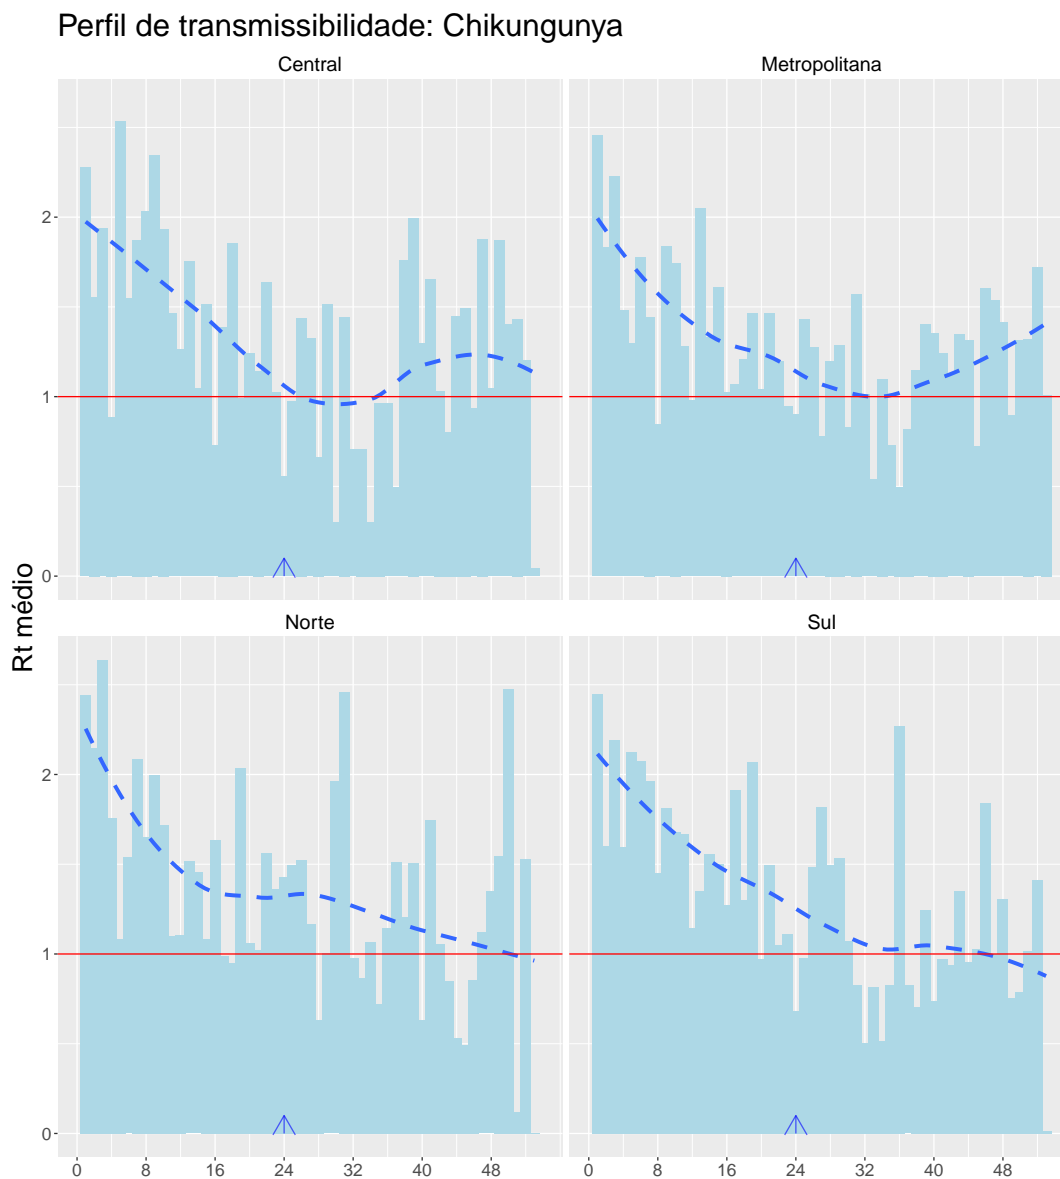 Perfil de transmissibilidade: Chikungunya
Central
Metropolitana
2
1
0
Rt médio
Norte
Sul
2
1
0
0 8 16 24 32 40 48
0 8 16 24 32 40 48